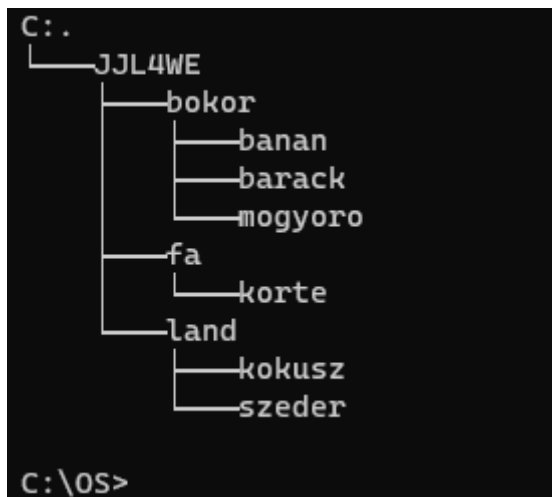 C:.
└───JJL4WE
    ├───bokor
    │   ├───banan
    │   ├───barack
    │   └───mogyoro
    ├───fa
    │   └───korte
    └───land
        ├───kokusz
        └───szeder
C:\OS>